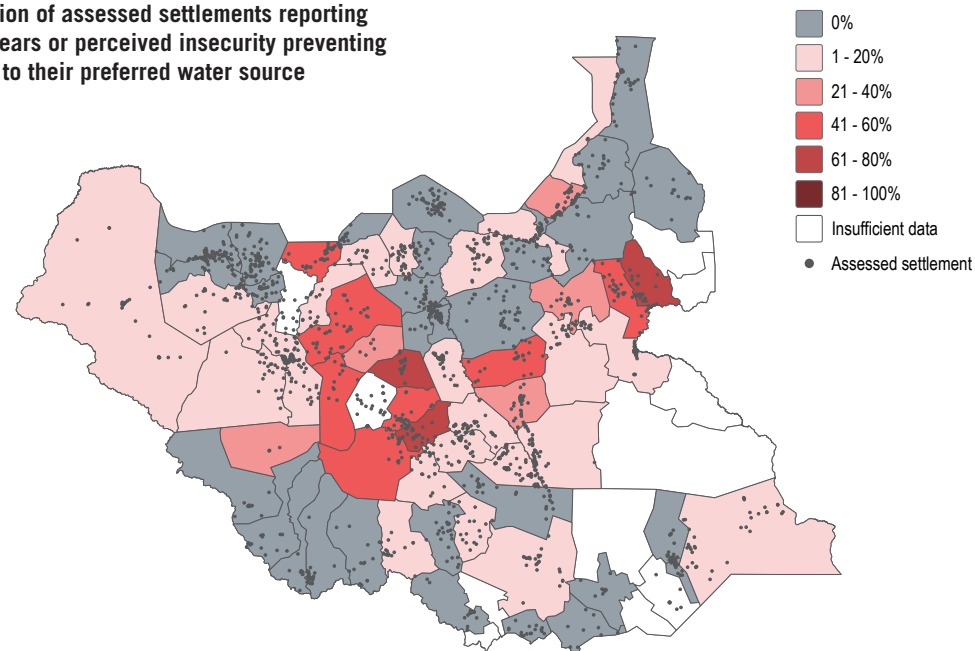 ion of assessed settlements reporting
ears or perceived insecurity preventing
to their preferred water source
0%
1 - 20%
21 - 40%
41 - 60%
61 - 80%
81 - 100%
Insufficient data
Assessed settlement